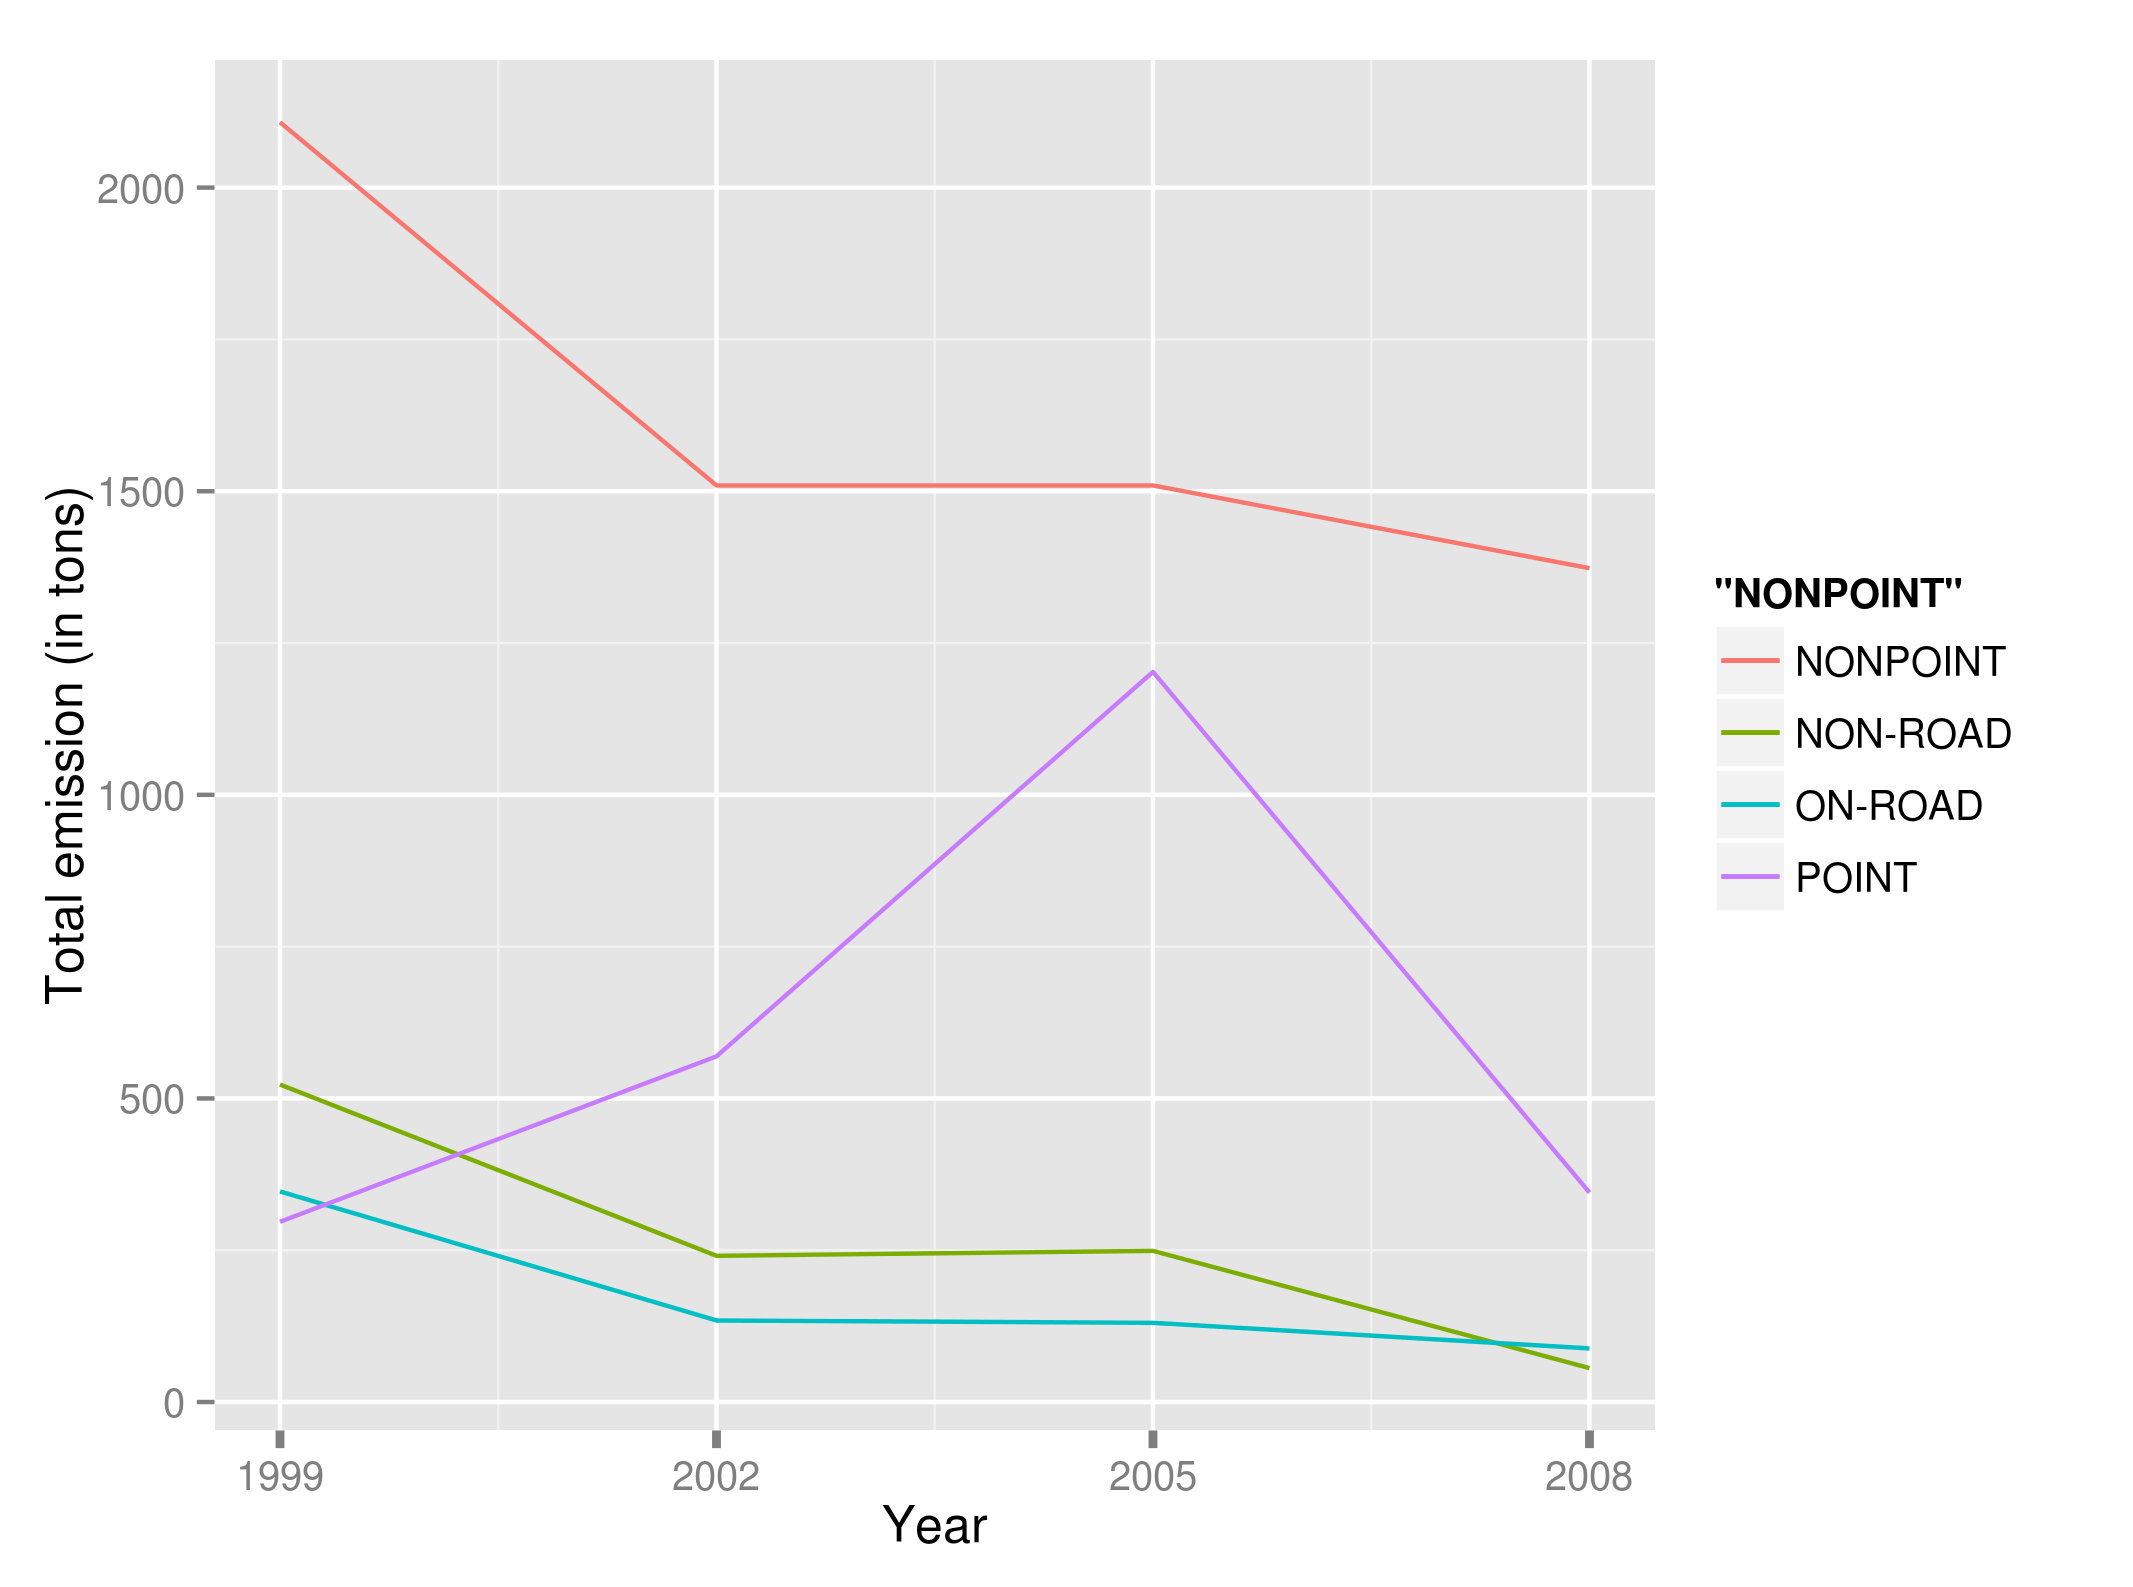 Total emission (in tons)
2000
1500
1000
500
0
1999 2002 2005 2008
Year
"NONPOINT"
NONPOINT
NON-ROAD
ON-ROAD
POINT